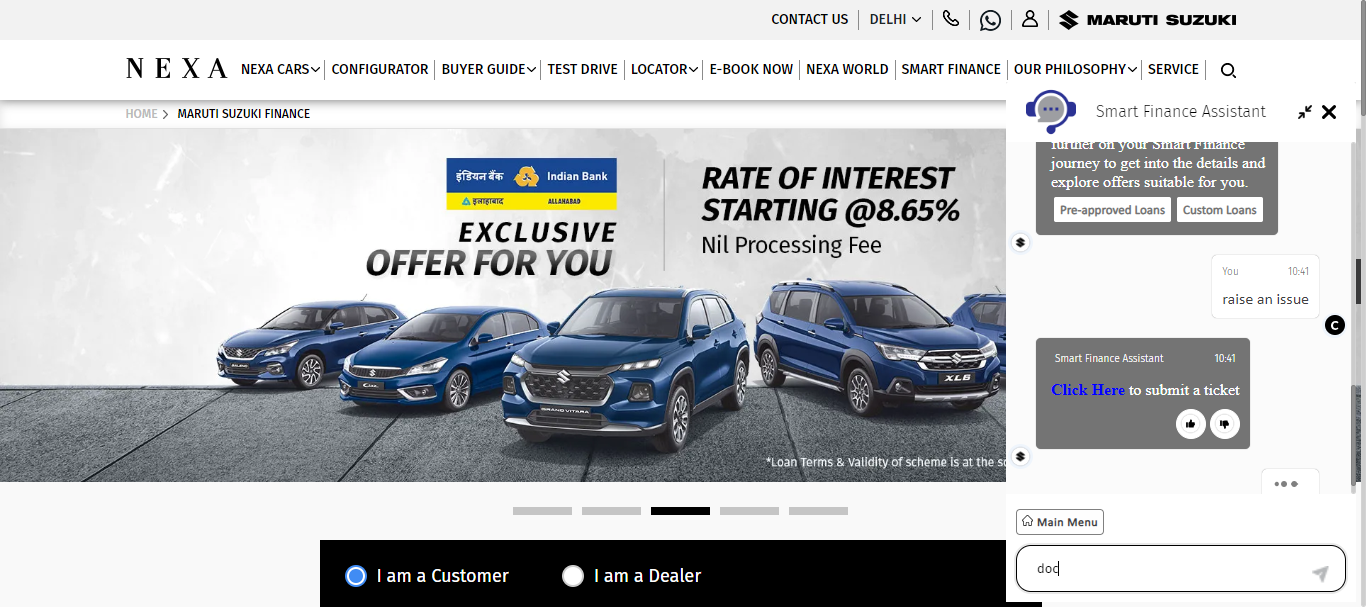 CONTACT US
DELHI
MARUTI SUZUKI
NEXA
NEXA CARS
CONFIGURATOR
BUYER GUIDE
TEST DRIVE
LOCATOR
E-BOOK NOW
NEXA WORLD
SMART FINANCE
OUR PHILOSOPHY
SERVICE
HOME
MARUTI SUZUKI FINANCE
इंडियन बैंक
Indian Bank
इलाहाबाद
ALLAHABAD
EXCLUSIVE
OFFER FOR YOU
RATE OF INTEREST
STARTING @8.65%
Nil Processing Fee
BALENO
CIAZ
GRAND VITARA
XL6
*Loan Terms & Validity of scheme is at the
I am a Customer
I am a Dealer
Smart Finance Assistant
further on your Smart Finance
journey to get into the details and
explore offers suitable for you.
Pre-approved Loans
Custom Loans
You
10:41
raise an issue
C
Smart Finance Assistant
10:41
Click Here to submit a ticket
Main Menu
doc